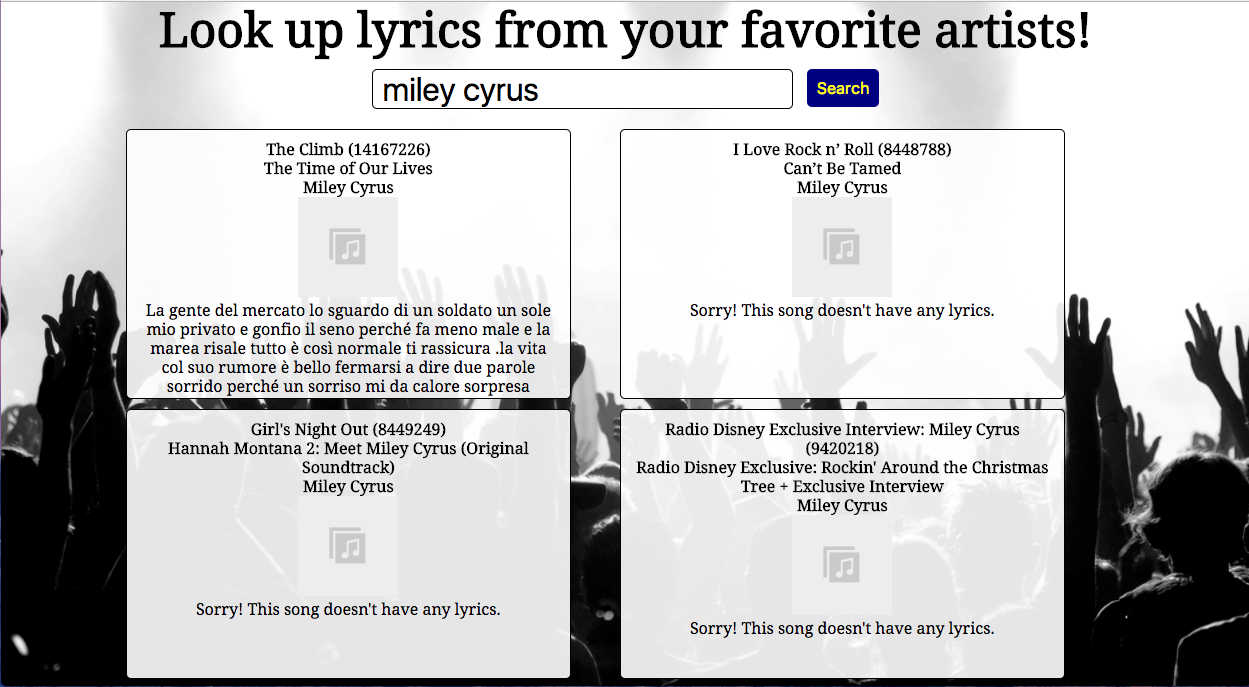 Look up lyrics from your favorite artists!
miley cyrus
Search
The Climb (14167226)
The Time of Our Lives
Miley Cyrus
La gente del mercato lo sguardo di un soldato un sole
mio privato e gonfio il seno perché fa meno male e la
marea risale tutto è così normale ti rassicura .la vita
col suo rumore è bello fermarsi a dire due parole
sorrido perché un sorriso mi da calore sorpresa
I Love Rock n’ Roll (8448788)
Can’t Be Tamed
Miley Cyrus
Sorry! This song doesn't have any lyrics.
Girl's Night Out (8449249)
Hannah Montana 2: Meet Miley Cyrus (Original
Soundtrack)
Miley Cyrus
Sorry! This song doesn't have any lyrics.
Radio Disney Exclusive Interview: Miley Cyrus
(9420218)
Radio Disney Exclusive: Rockin' Around the Christmas
Tree + Exclusive Interview
Miley Cyrus
Sorry! This song doesn't have any lyrics.